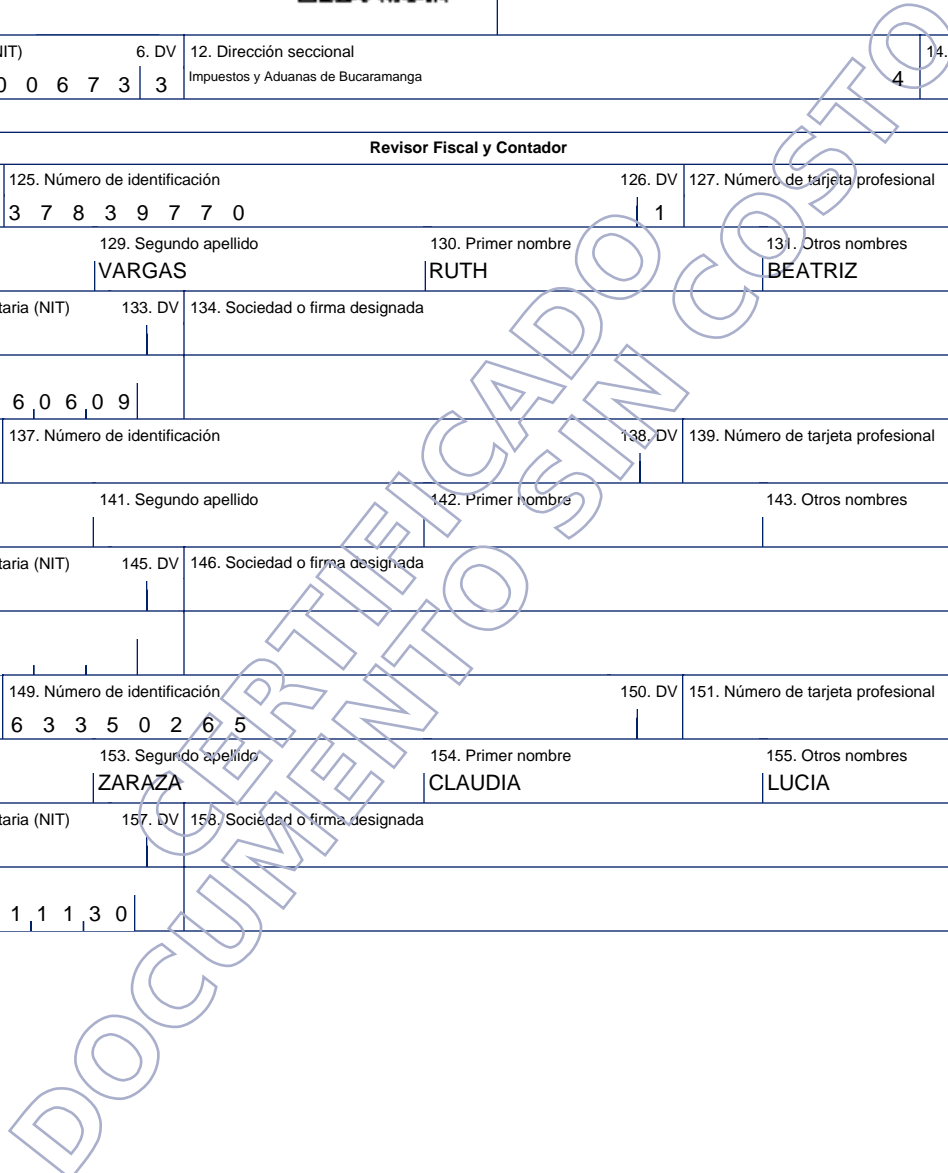 IIT) 6. DV 12. Dirección seccional 14.
0 0 6 7 3 3 Impuestos y Aduanas de Bucaramanga 4
Revisor Fiscal y Contador
125. Número de identificación 126. DV 127. Número de tarjeta profesional
3 7 8 3 9 7 7 0 1
129. Segundo apellido 130. Primer nombre 131. Otros nombres
VARGAS RUTH BEATRIZ
taria (NIT) 133. DV 134. Sociedad o firma designada
6 0 6 0 9
137. Número de identificación 138. DV 139. Número de tarjeta profesional
141. Segundo apellido 142. Primer nombre 143. Otros nombres
taria (NIT) 145. DV 146. Sociedad o firma designada
149. Número de identificación 150. DV 151. Número de tarjeta profesional
6 3 3 5 0 2 6 5
153. Segundo apellido 154. Primer nombre 155. Otros nombres
ZARAZA CLAUDIA LUCIA
taria (NIT) 157. DV 158. Sociedad o firma designada
1 1 1 3 0
CERTIFICADO
DOCUMENTO SIN COSTO